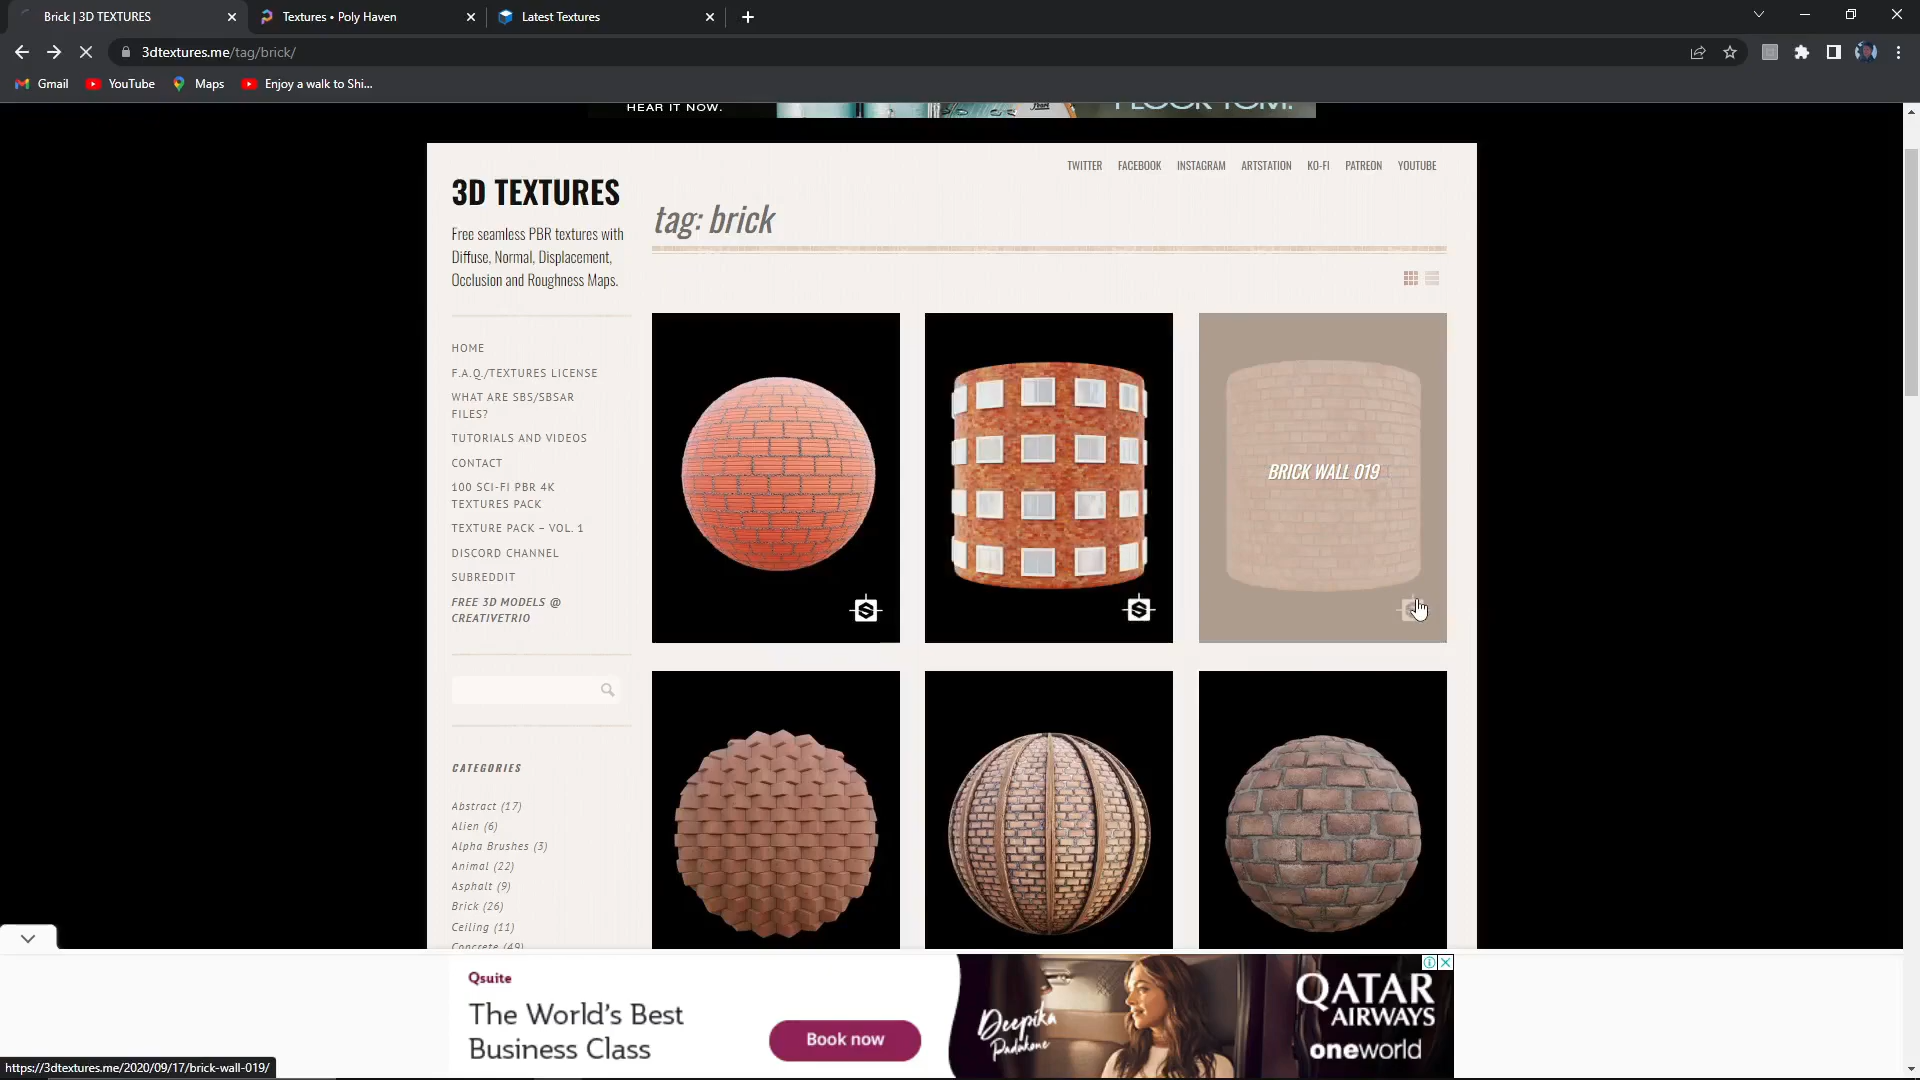 Brick | 3D TEXTURES
Textures • Poly Haven
Latest Textures
3dtextures.me/tag/brick/
Gmail
YouTube
Maps
Enjoy a walk to Shi...
HEAR IT NOW.
FLOOR TOM!
TWITTER FACEBOOK INSTAGRAM ARTSTATION KO-FI PATREON YOUTUBE
3D TEXTURES
Free seamless PBR textures with
Diffuse, Normal, Displacement,
Occlusion and Roughness Maps.
tag: brick
HOME
F.A.Q./TEXTURES LICENSE
WHAT ARE SBS/SBSAR
FILES?
TUTORIALS AND VIDEOS
CONTACT
100 SCI-FI PBR 4K
TEXTURES PACK
TEXTURE PACK – VOL. 1
DISCORD CHANNEL
SUBREDDIT
FREE 3D MODELS @
CREATIVETRIO
BRICK WALL 019
CATEGORIES
Abstract (17)
Alien (6)
Alpha Brushes (3)
Animal (22)
Asphalt (9)
Brick (26)
Ceiling (11)
Concrete (49)
Qsuite
The World's Best
Business Class
Book now
Deepika
Padukone
QATAR
AIRWAYS
oneworld
https://3dtextures.me/2020/09/17/brick-wall-019/